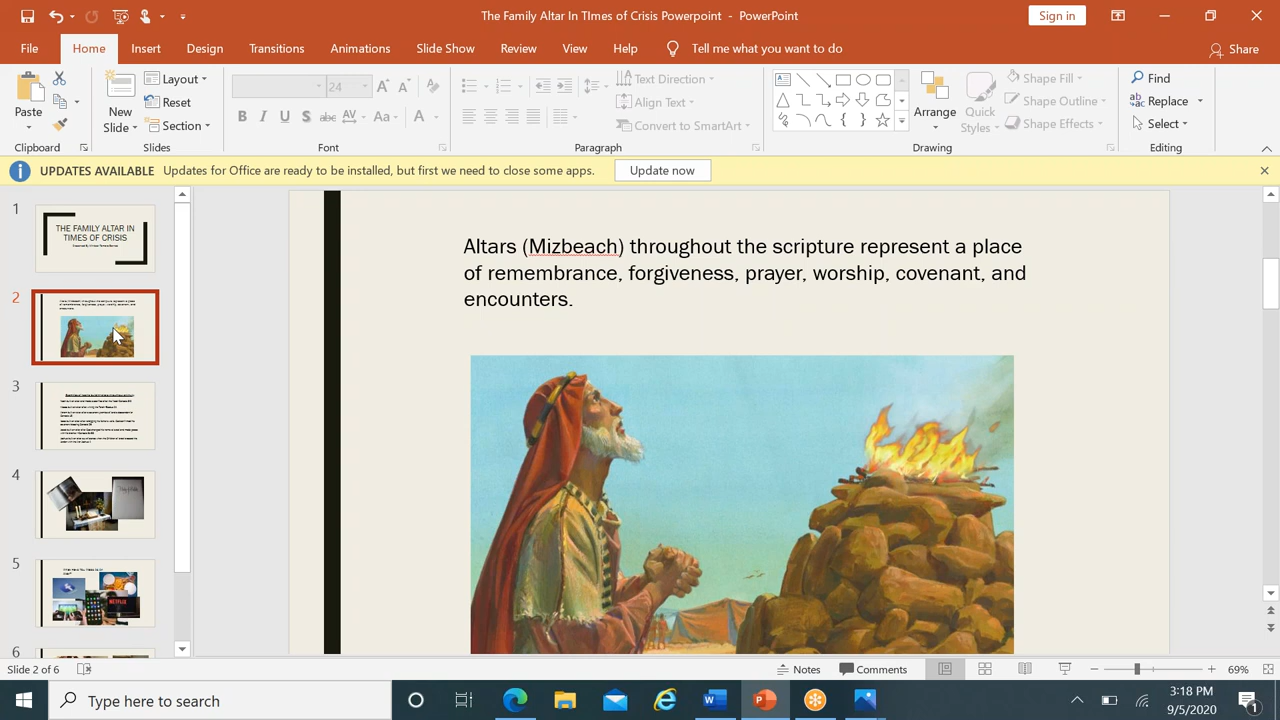 The Family Altar In TImes of Crisis Powerpoint - PowerPoint
Sign in
File Home Insert Design Transitions Animations Slide Show Review View Help Tell me what you want to do Share
Paste
New Slide
Layout
Reset
Section
24
B I U S abc AV Aa A
Text Direction
Align Text
Convert to SmartArt
Arrange
Quick Styles
Shape Fill
Shape Outline
Shape Effects
Find
Replace
Select
Clipboard Slides Font Paragraph Drawing Editing
UPDATES AVAILABLE Updates for Office are ready to be installed, but first we need to close some apps. Update now
1
THE FAMILY ALTAR IN
TIMES OF CRISIS
2
3
4
5
NETFLIX
6
Altars (Mizbeach) throughout the scripture represent a place
of remembrance, forgiveness, prayer, worship, covenant, and
encounters.
Slide 2 of 6
Notes Comments 69%
Type here to search
3:18 PM
9/5/2020
1